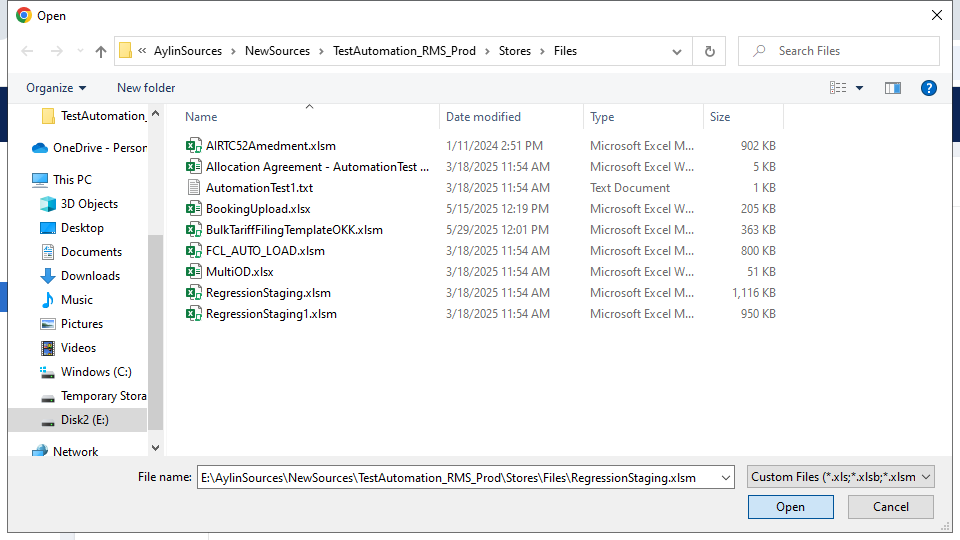 Open
« AylinSources > NewSources > TestAutomation_RMS_Prod > Stores > Files
Search Files
Organize
New folder
Name Date modified Type Size
TestAutomation_
OneDrive - Person
This PC
3D Objects
Desktop
Documents
Downloads
Music
Pictures
Videos
Windows (C:)
Temporary Stora
Disk2 (E:)
Network
AIRTC52Amedment.xlsm 1/11/2024 2:51 PM Microsoft Excel M... 902 KB
Allocation Agreement - AutomationTest ... 3/18/2025 11:54 AM Microsoft Excel W... 5 KB
AutomationTest1.txt 3/18/2025 11:54 AM Text Document 1 KB
BookingUpload.xlsx 5/15/2025 12:19 PM Microsoft Excel W... 205 KB
BulkTariffFilingTemplateOKK.xlsm 5/29/2025 12:01 PM Microsoft Excel M... 363 KB
FCL_AUTO_LOAD.xlsm 3/18/2025 11:54 AM Microsoft Excel M... 800 KB
MultiOD.xlsx 3/18/2025 11:54 AM Microsoft Excel W... 51 KB
RegressionStaging.xlsm 3/18/2025 11:54 AM Microsoft Excel M... 1,116 KB
RegressionStaging1.xlsm 3/18/2025 11:54 AM Microsoft Excel M... 950 KB
File name: E:\AylinSources\NewSources\TestAutomation_RMS_Prod\Stores\Files\RegressionStaging.xlsm
Custom Files (*.xls;*.xlsb;*.xlsm
Open
Cancel